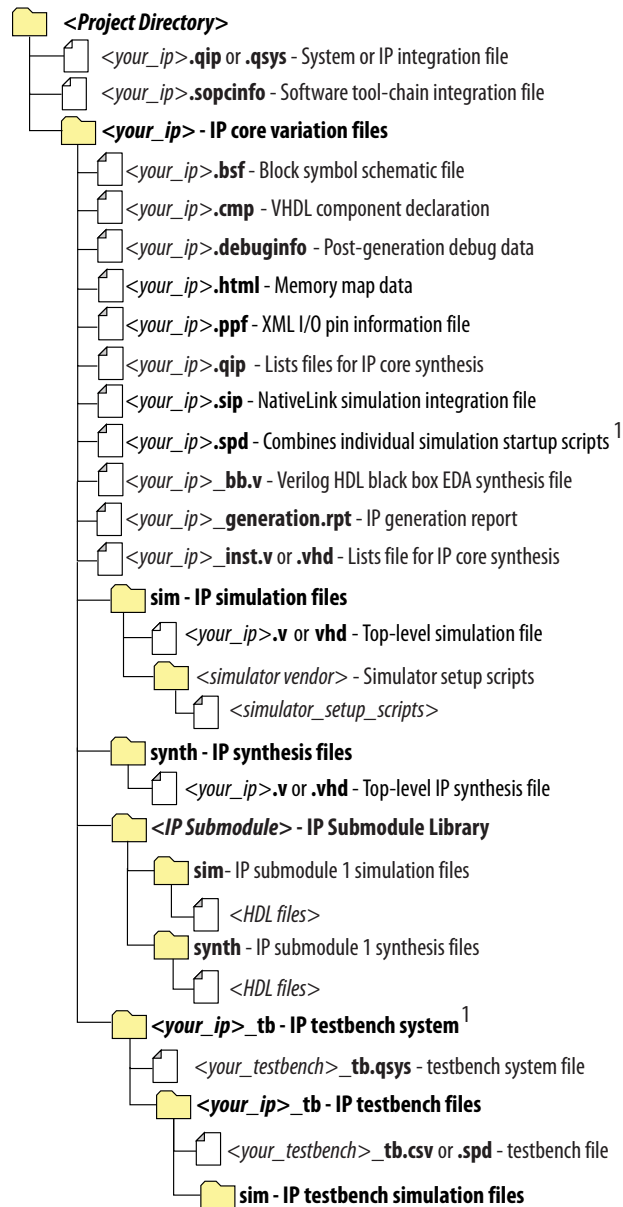 <Project Directory>
<your_ip>.qip or .qsys - System or IP integration file
<your_ip>.sopcinfo - Software tool-chain integration file
<your_ip> - IP core variation files
<your_ip>.bsf - Block symbol schematic file
<your_ip>.cmp - VHDL component declaration
<your_ip>.debuginfo - Post-generation debug data
<your_ip>.html - Memory map data
<your_ip>.ppf - XML I/O pin information file
<your_ip>.qip - Lists files for IP core synthesis
<your_ip>.sip - NativeLink simulation integration file
<your_ip>.spd - Combines individual simulation startup scripts 1
<your_ip>_bb.v - Verilog HDL black box EDA synthesis file
<your_ip>_generation.rpt - IP generation report
<your_ip>_inst.v or .vhd - Lists file for IP core synthesis
sim - IP simulation files
<your_ip>.v or vhd - Top-level simulation file
<simulator vendor> - Simulator setup scripts
<simulator_setup_scripts>
synth - IP synthesis files
<your_ip>.v or .vhd - Top-level IP synthesis file
<IP Submodule> - IP Submodule Library
sim- IP submodule 1 simulation files
<HDL files>
synth - IP submodule 1 synthesis files
<HDL files>
<your_ip>_tb - IP testbench system 1
<your_testbench>_tb.qsys - testbench system file
<your_ip>_tb - IP testbench files
<your_testbench>_tb.csv or .spd - testbench file
sim - IP testbench simulation files